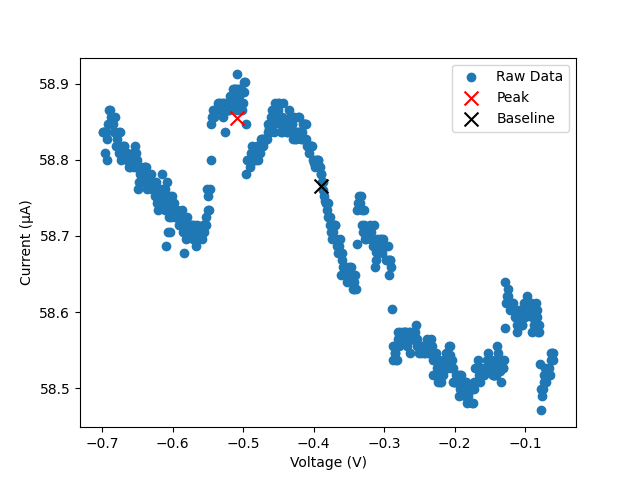 Raw Data
Peak
Baseline
58.9
58.8
58.7
58.6
58.5
Current (μA)
−0.7 −0.6 −0.5 −0.4 −0.3 −0.2 −0.1
Voltage (V)